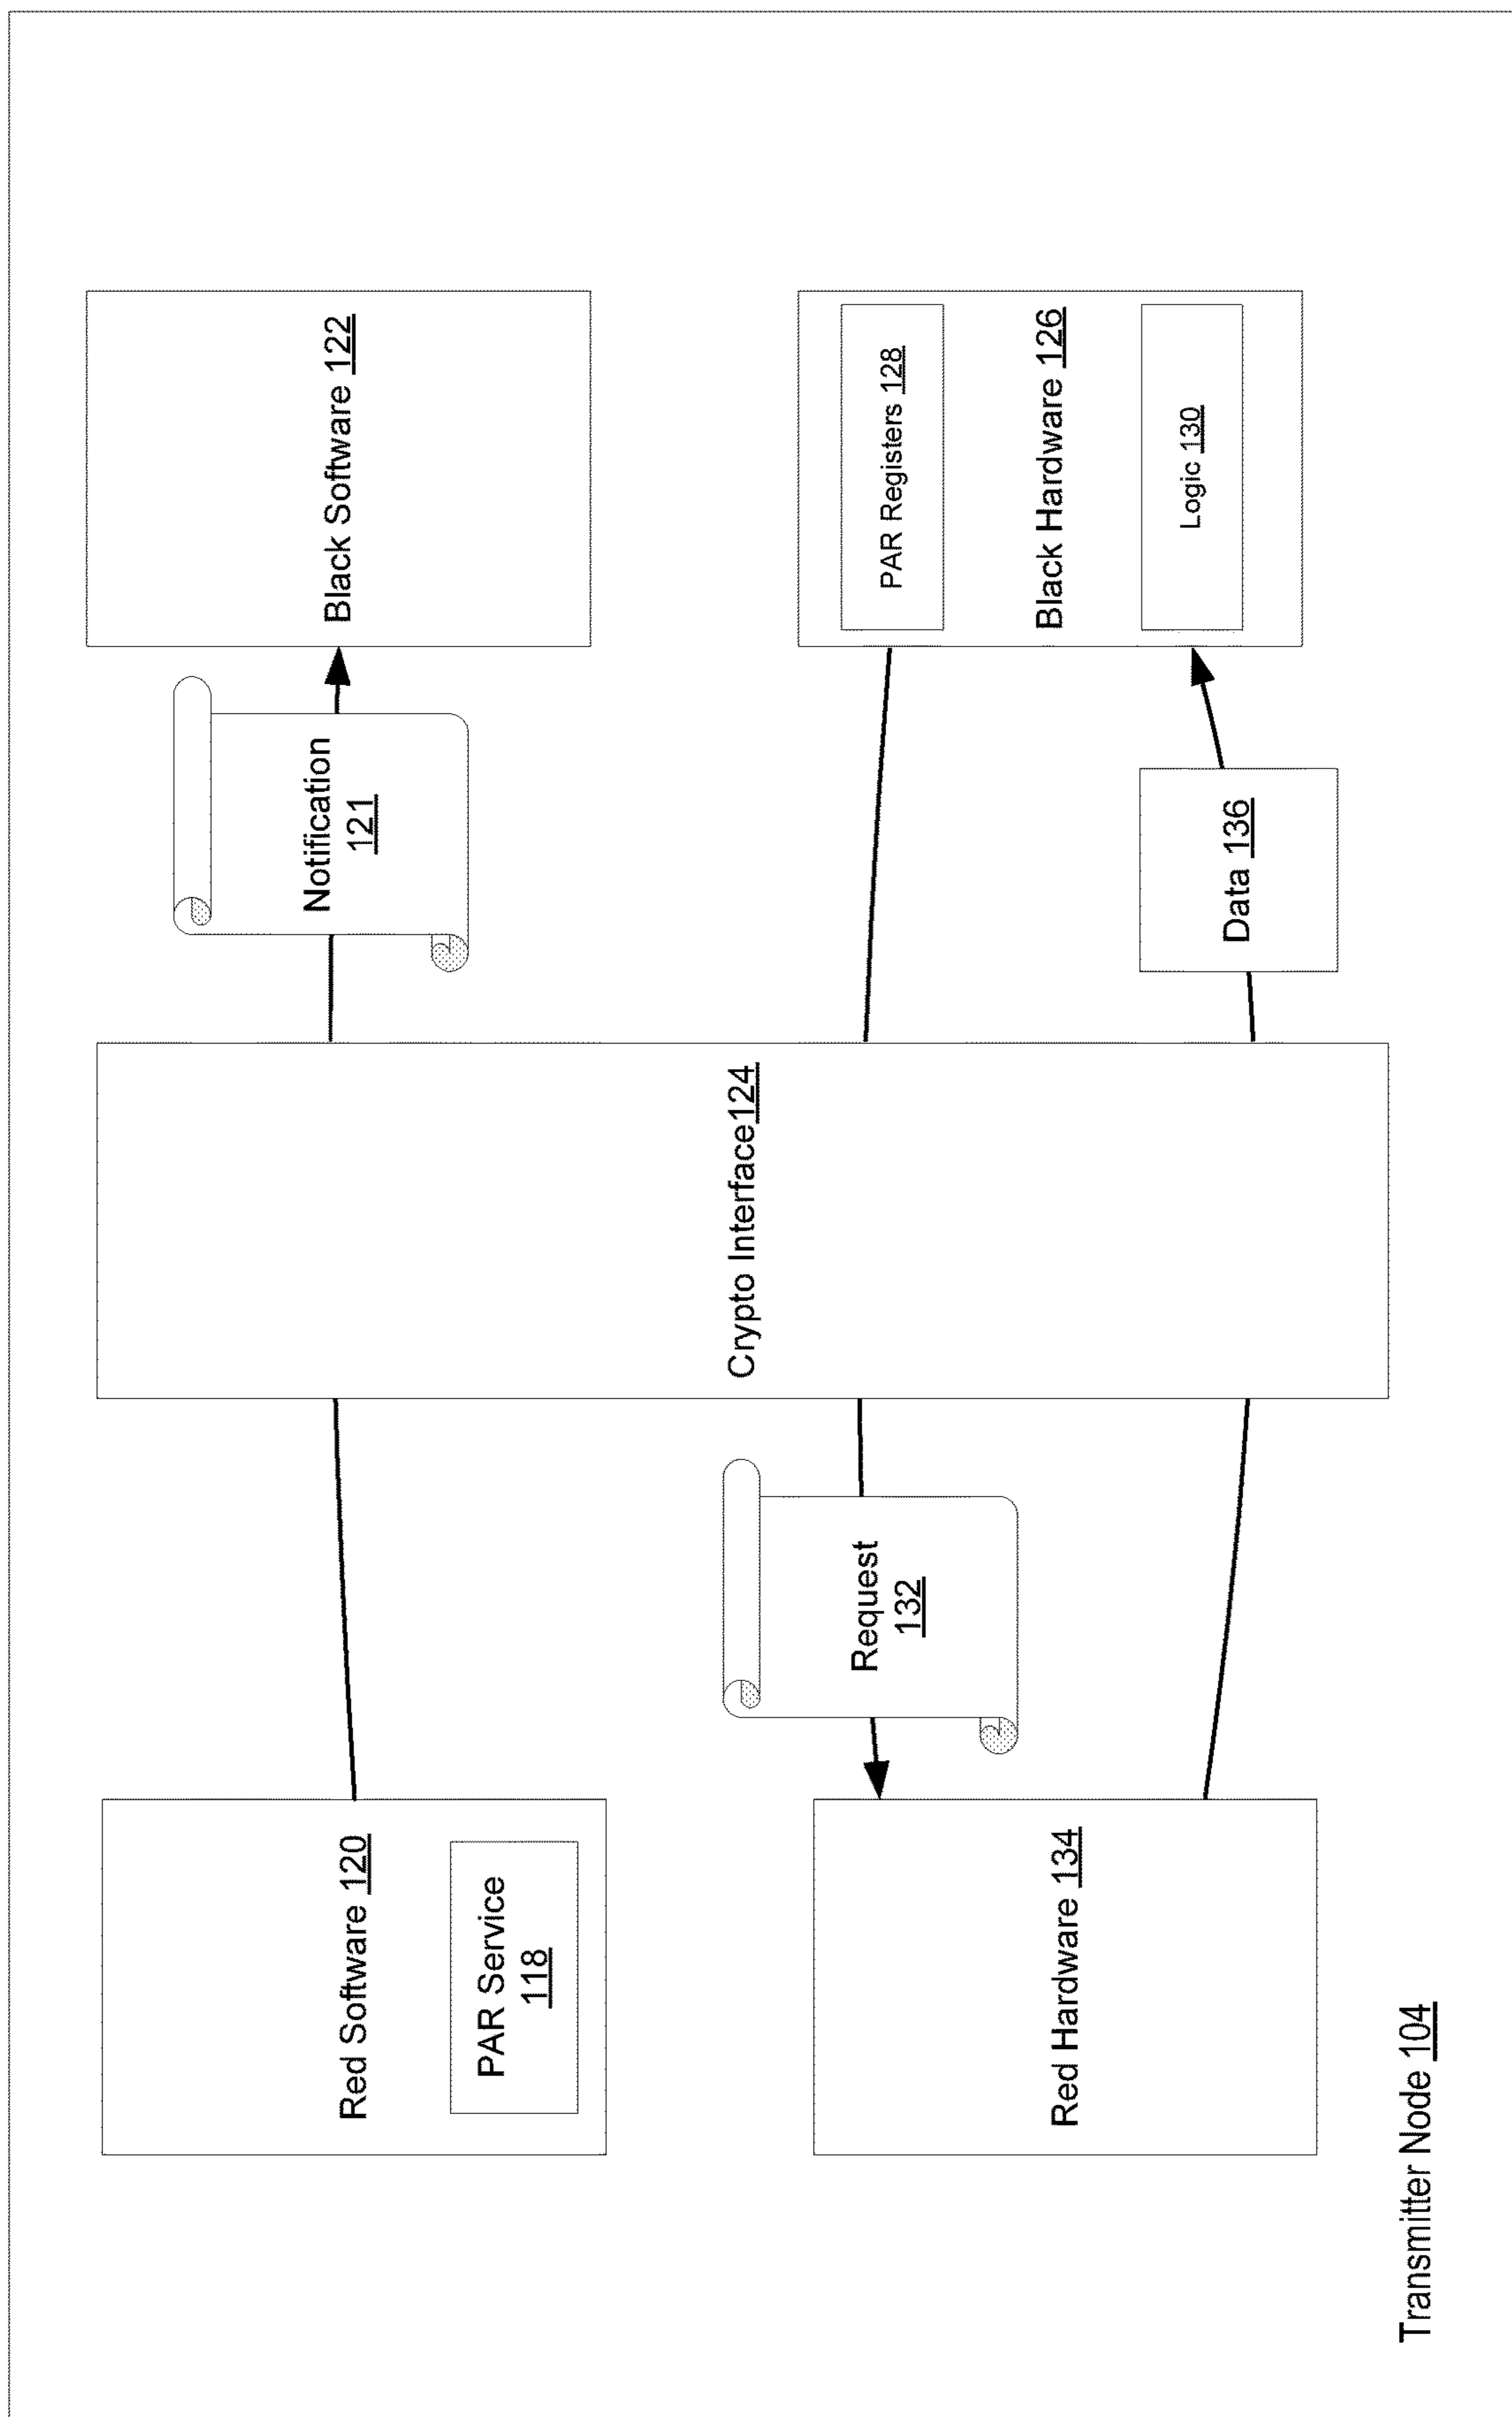 Red Software 120
PAR Service
118
Notification
121
Black Software 122
Crypto Interface124
Request
132
Red Hardware 134
PAR Registers 128
Black Hardware 126
Logic 130
Data 136
Transmitter Node 104